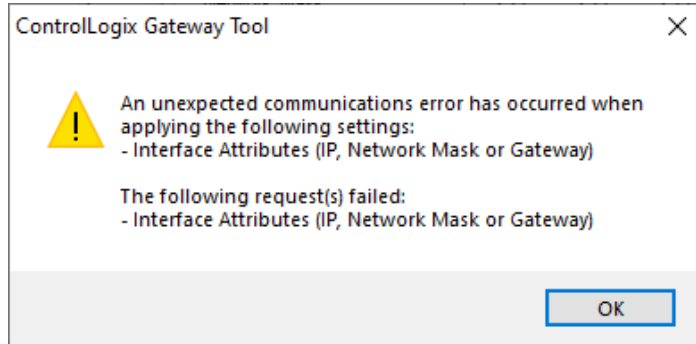 ControlLogix Gateway Tool
An unexpected communications error has occurred when
applying the following settings:
- Interface Attributes (IP, Network Mask or Gateway)
The following request(s) failed:
- Interface Attributes (IP, Network Mask or Gateway)
OK